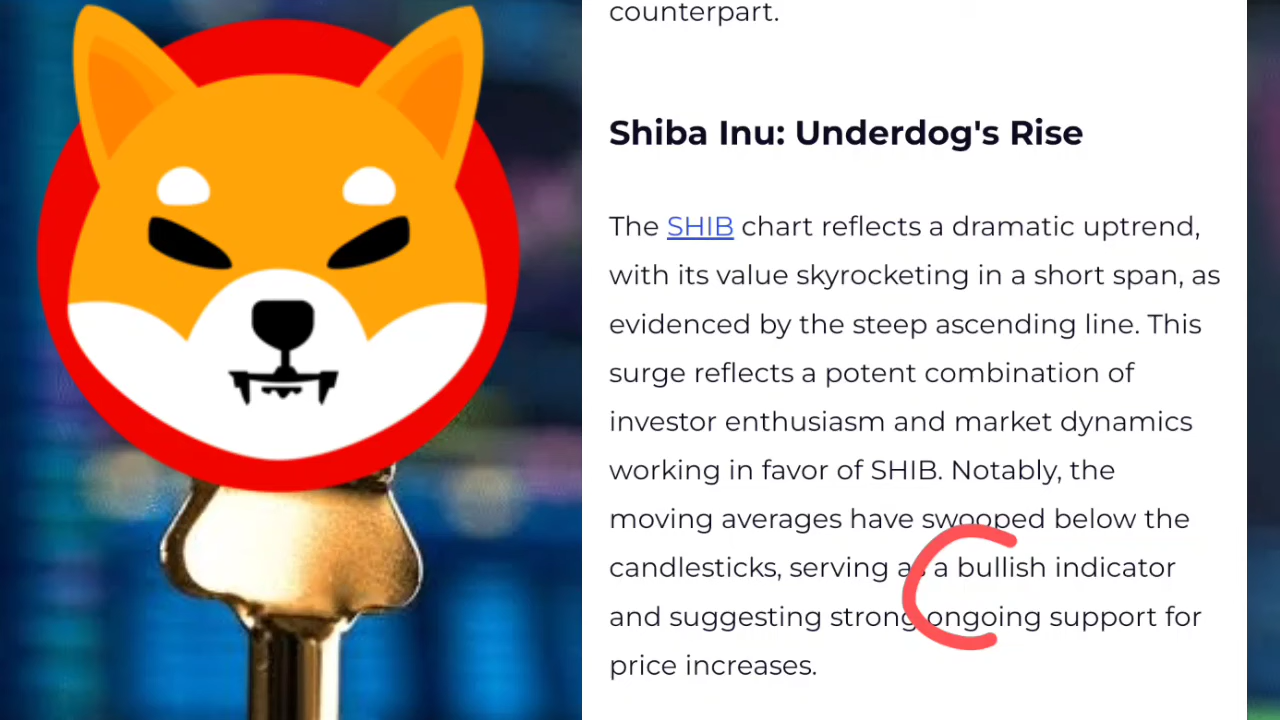 counterpart.
Shiba Inu: Underdog's Rise
The SHIB chart reflects a dramatic uptrend,
with its value skyrocketing in a short span, as
evidenced by the steep ascending line. This
surge reflects a potent combination of
investor enthusiasm and market dynamics
working in favor of SHIB. Notably, the
moving averages have swooped below the
candlesticks, serving as a bullish indicator
and suggesting strong ongoing support for
price increases.